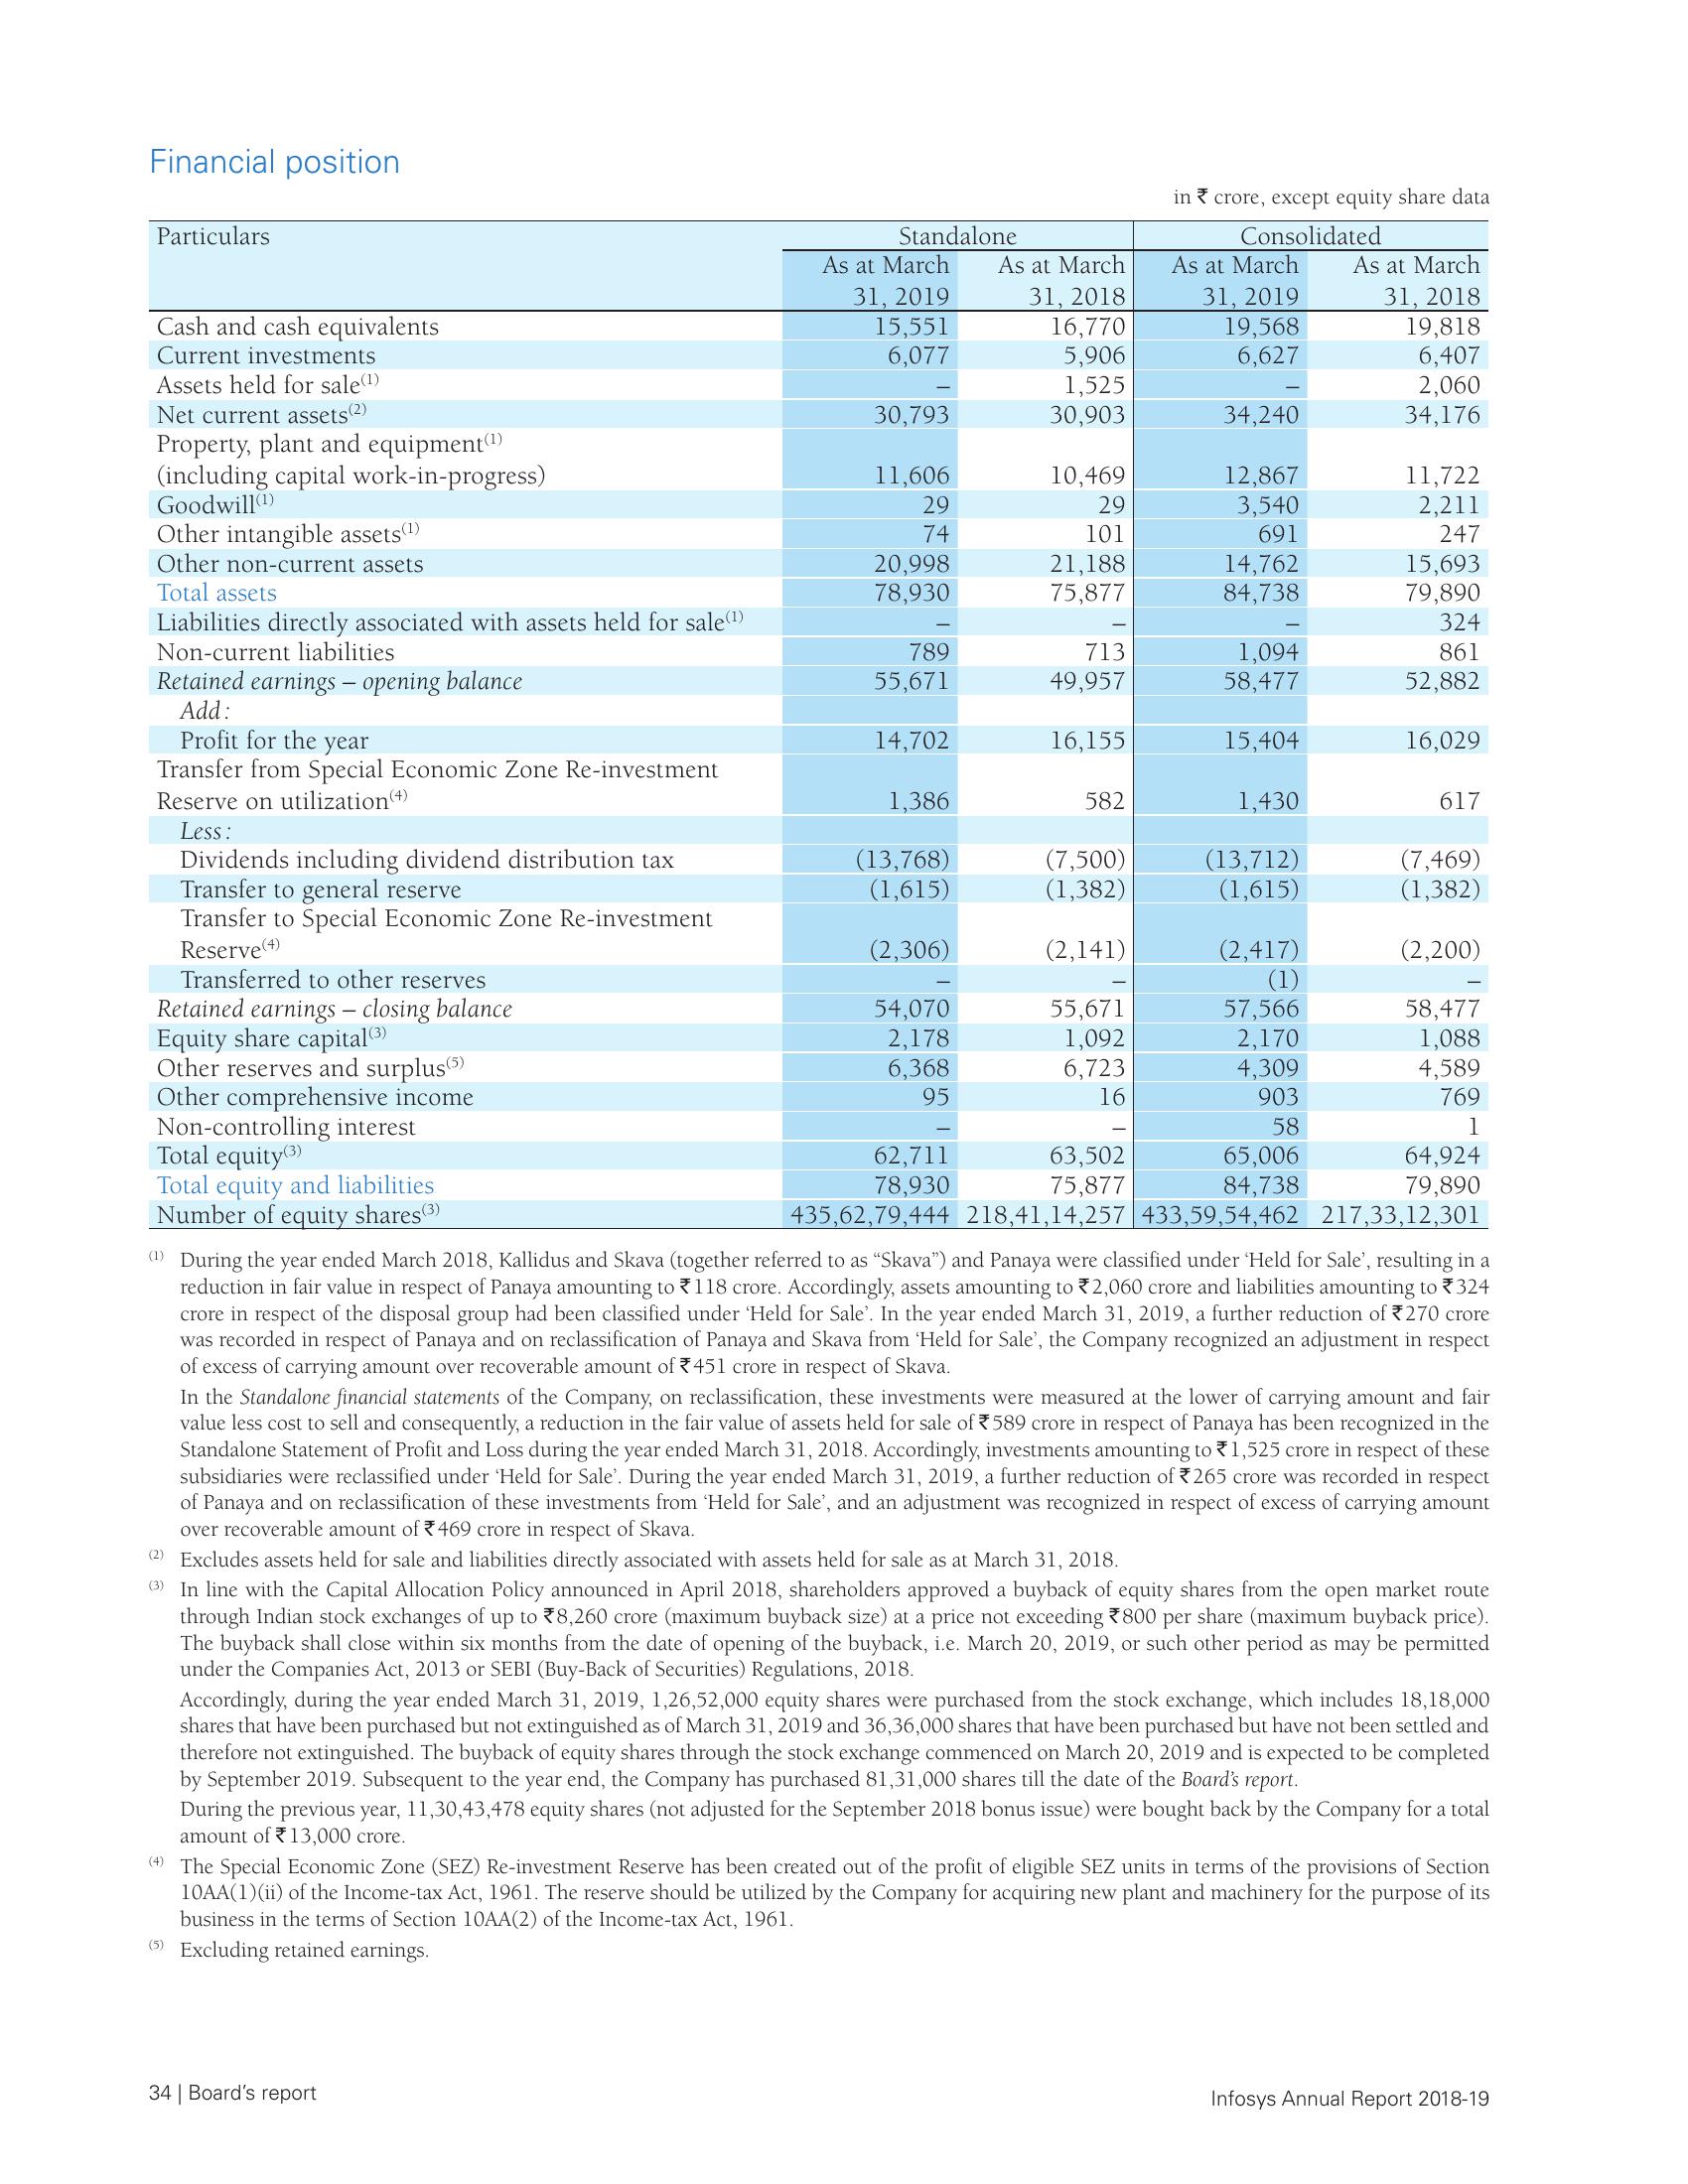 Financial position
in ₹ crore, except equity share data
Particulars Standalone Consolidated
As at March As at March As at March As at March
31, 2019 31, 2018 31, 2019 31, 2018
Cash and cash equivalents 15,551 16,770 19,568 19,818
Current investments 6,077 5,906 6,627 6,407
Assets held for sale(1) – 1,525 – 2,060
Net current assets(2) 30,793 30,903 34,240 34,176
Property, plant and equipment(1)
(including capital work-in-progress) 11,606 10,469 12,867 11,722
Goodwill(1) 29 29 3,540 2,211
Other intangible assets(1) 74 101 691 247
Other non-current assets 20,998 21,188 14,762 15,693
Total assets 78,930 75,877 84,738 79,890
Liabilities directly associated with assets held for sale(1) – – – 324
Non-current liabilities 789 713 1,094 861
Retained earnings – opening balance 55,671 49,957 58,477 52,882
Add:
Profit for the year 14,702 16,155 15,404 16,029
Transfer from Special Economic Zone Re-investment
Reserve on utilization(4) 1,386 582 1,430 617
Less:
Dividends including dividend distribution tax (13,768) (7,500) (13,712) (7,469)
Transfer to general reserve (1,615) (1,382) (1,615) (1,382)
Transfer to Special Economic Zone Re-investment
Reserve(4) (2,306) (2,141) (2,417) (2,200)
Transferred to other reserves – – (1) –
Retained earnings – closing balance 54,070 55,671 57,566 58,477
Equity share capital(3) 2,178 1,092 2,170 1,088
Other reserves and surplus(5) 6,368 6,723 4,309 4,589
Other comprehensive income 95 16 903 769
Non-controlling interest – – 58 1
Total equity(3) 62,711 63,502 65,006 64,924
Total equity and liabilities 78,930 75,877 84,738 79,890
Number of equity shares(3) 435,62,79,444 218,41,14,257 433,59,54,462 217,33,12,301
(1) During the year ended March 2018, Kallidus and Skava (together referred to as “Skava”) and Panaya were classified under ‘Held for Sale’, resulting in a
reduction in fair value in respect of Panaya amounting to ₹118 crore. Accordingly, assets amounting to ₹2,060 crore and liabilities amounting to ₹324
crore in respect of the disposal group had been classified under ‘Held for Sale’. In the year ended March 31, 2019, a further reduction of ₹270 crore
was recorded in respect of Panaya and on reclassification of Panaya and Skava from ‘Held for Sale’, the Company recognized an adjustment in respect
of excess of carrying amount over recoverable amount of ₹451 crore in respect of Skava.
In the Standalone financial statements of the Company, on reclassification, these investments were measured at the lower of carrying amount and fair
value less cost to sell and consequently, a reduction in the fair value of assets held for sale of ₹589 crore in respect of Panaya has been recognized in the
Standalone Statement of Profit and Loss during the year ended March 31, 2018. Accordingly, investments amounting to ₹1,525 crore in respect of these
subsidiaries were reclassified under ‘Held for Sale’. During the year ended March 31, 2019, a further reduction of ₹265 crore was recorded in respect
of Panaya and on reclassification of these investments from ‘Held for Sale’, and an adjustment was recognized in respect of excess of carrying amount
over recoverable amount of ₹469 crore in respect of Skava.
(2) Excludes assets held for sale and liabilities directly associated with assets held for sale as at March 31, 2018.
(3) In line with the Capital Allocation Policy announced in April 2018, shareholders approved a buyback of equity shares from the open market route
through Indian stock exchanges of up to ₹8,260 crore (maximum buyback size) at a price not exceeding ₹800 per share (maximum buyback price).
The buyback shall close within six months from the date of opening of the buyback, i.e. March 20, 2019, or such other period as may be permitted
under the Companies Act, 2013 or SEBI (Buy-Back of Securities) Regulations, 2018.
Accordingly, during the year ended March 31, 2019, 1,26,52,000 equity shares were purchased from the stock exchange, which includes 18,18,000
shares that have been purchased but not extinguished as of March 31, 2019 and 36,36,000 shares that have been purchased but have not been settled and
therefore not extinguished. The buyback of equity shares through the stock exchange commenced on March 20, 2019 and is expected to be completed
by September 2019. Subsequent to the year end, the Company has purchased 81,31,000 shares till the date of the Board’s report.
During the previous year, 11,30,43,478 equity shares (not adjusted for the September 2018 bonus issue) were bought back by the Company for a total
amount of ₹13,000 crore.
(4) The Special Economic Zone (SEZ) Re-investment Reserve has been created out of the profit of eligible SEZ units in terms of the provisions of Section
10AA(1)(ii) of the Income-tax Act, 1961. The reserve should be utilized by the Company for acquiring new plant and machinery for the purpose of its
business in the terms of Section 10AA(2) of the Income-tax Act, 1961.
(5) Excluding retained earnings.
34 | Board’s report
Infosys Annual Report 2018-19